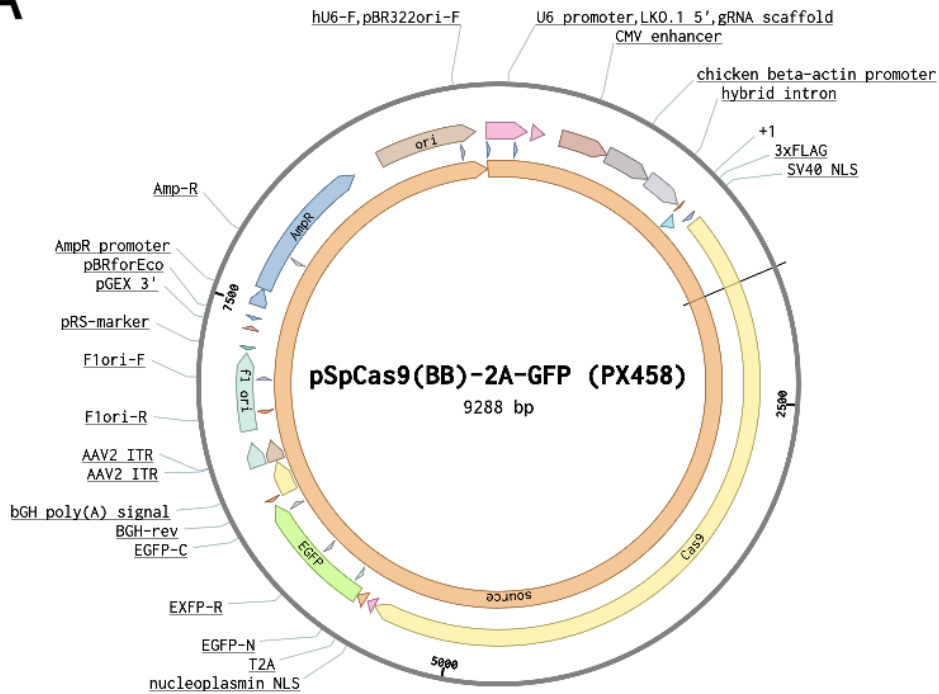 A
hU6-F,pBR322ori-F
U6 promoter,LKO.1 5′,gRNA scaffold
CMV enhancer
chicken beta-actin promoter
hybrid intron
+1
3xFLAG
SV40 NLS
ori
Amp-R
AmpR
AmpR promoter
pBRforEco
pGEX 3'
7500
pRS-marker
F1ori-F
f1 ori
F1ori-R
pSpCas9(BB)-2A-GFP (PX458)
9288 bp
2500
AAV2 ITR
AAV2 ITR
bGH poly(A) signal
BGH-rev
EGFP-C
EGFP
Cas9
source
EXFP-R
EGFP-N
T2A
nucleoplasmin NLS
5000